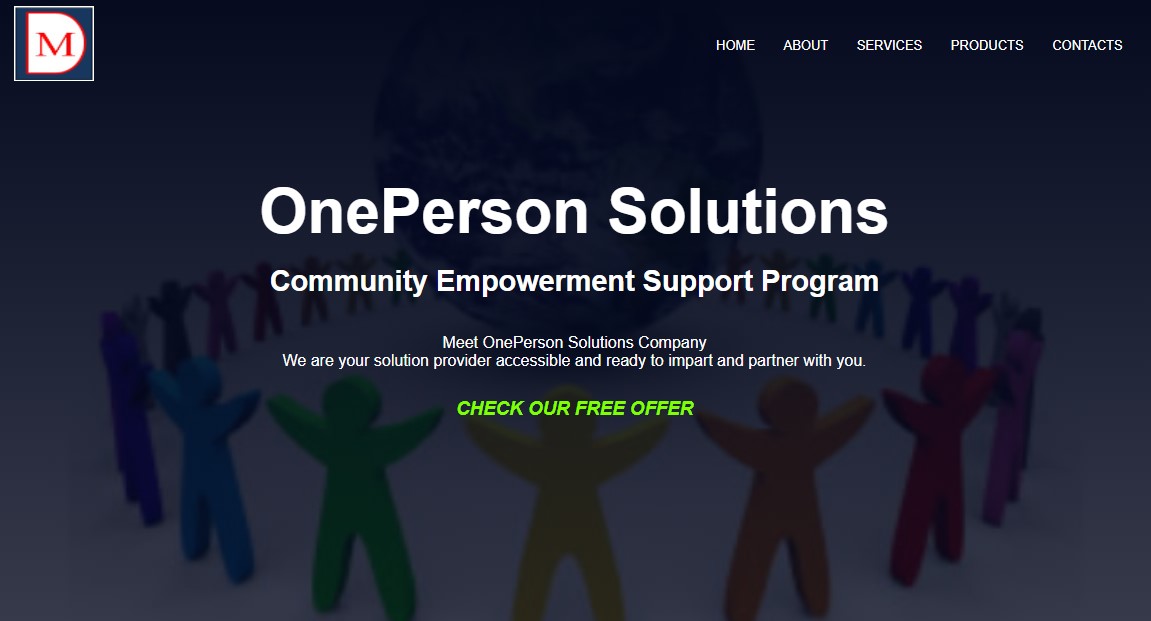 DM
HOME ABOUT SERVICES PRODUCTS CONTACTS
OnePerson Solutions
Community Empowerment Support Program
Meet OnePerson Solutions Company
We are your solution provider accessible and ready to impart and partner with you.
CHECK OUR FREE OFFER